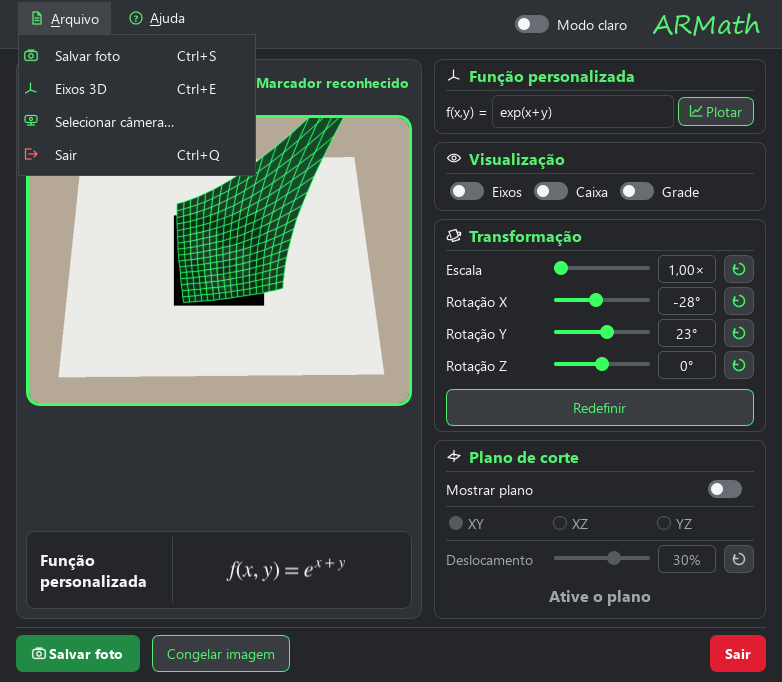 Arquivo Ajuda Modo claro ARMath
Salvar foto Ctrl+S
Eixos 3D Ctrl+E
Selecionar câmera...
Sair Ctrl+Q
Marcador reconhecido
Função personalizada
f(x, y) = e^{x+y}
Função personalizada
f(x,y) = exp(x+y) Plotar
Visualização
Eixos Caixa Grade
Transformação
Escala 1,00×
Rotação X -28°
Rotação Y 23°
Rotação Z 0°
Redefinir
Plano de corte
Mostrar plano
XY XZ YZ
Deslocamento 30%
Ative o plano
Salvar foto Congelar imagem Sair